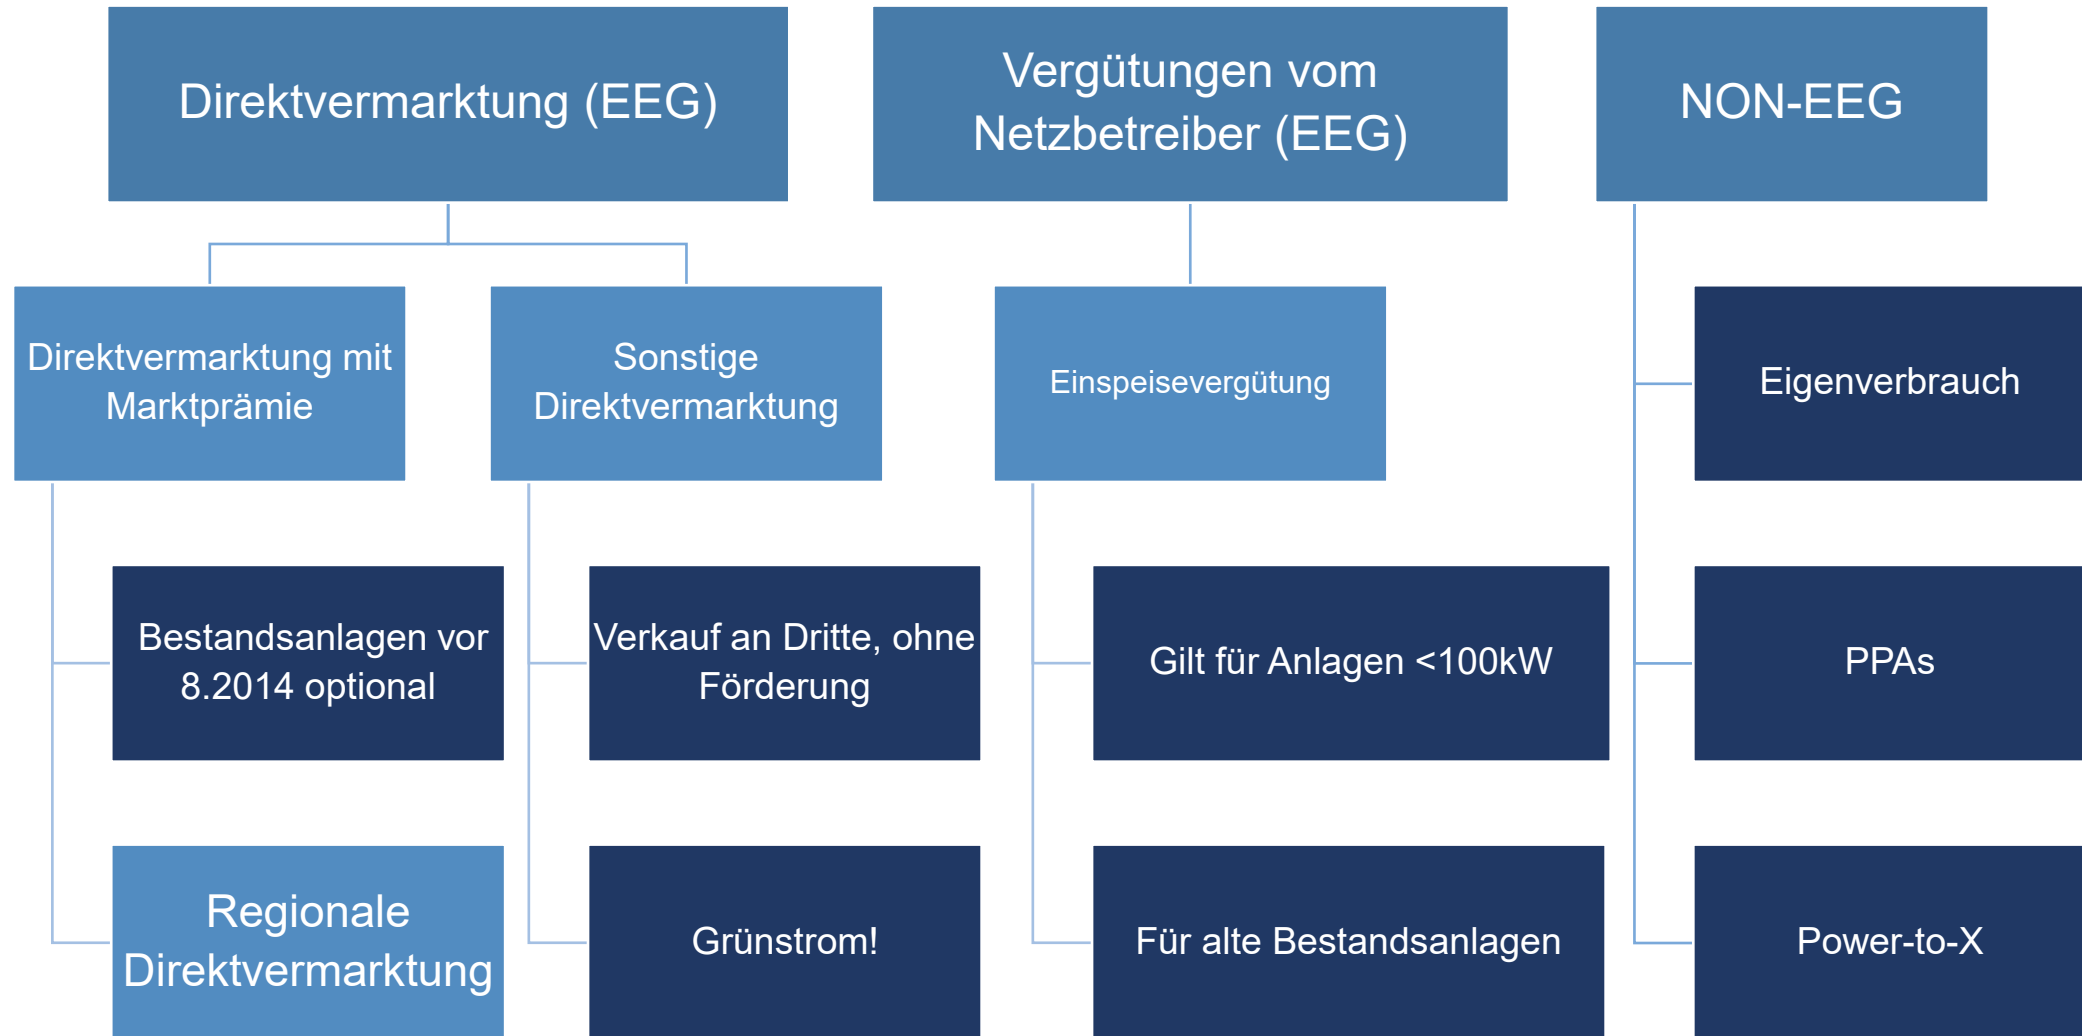 Direktvermarktung (EEG)
Vergütungen vom
Netzbetreiber (EEG)
NON-EEG
Direktvermarktung mit
Marktprämie
Sonstige
Direktvermarktung
Einspeisevergütung
Eigenverbrauch
Bestandsanlagen vor
8.2014 optional
Verkauf an Dritte, ohne
Förderung
Gilt für Anlagen <100kW
PPAs
Regionale
Direktvermarktung
Grünstrom!
Für alte Bestandsanlagen
Power-to-X